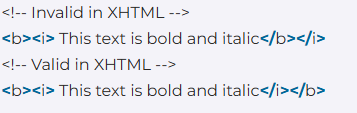 <!-- Invalid in XHTML -->
<b><i> This text is bold and italic</b></i>
<!-- Valid in XHTML -->
<b><i> This text is bold and italic</i></b>